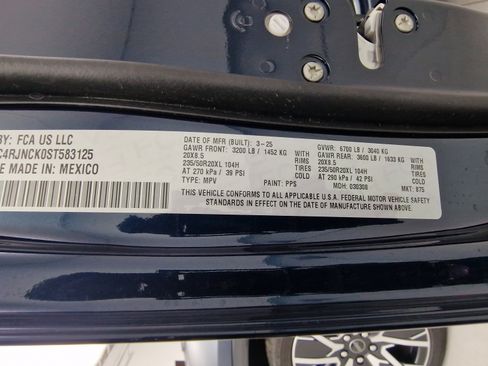 BY: FCA US LLC
C4RJNCK0ST583125
E MADE IN: MEXICO
DATE OF MFR (BUILT): 3-25
GAWR FRONT: 3200 LB / 1452 KG
20X8.5
235/50R20XL 104H
AT 270 kPa / 39 PSI
TYPE: MPV
RIMS
TIRES
COLD
PAINT: PPS
GVWR: 6700 LB / 3040 KG
GAWR REAR: 3600 LB / 1633 KG
20X8.5
235/50R20XL 104H
AT 290 kPa / 42 PSI
MDH: 030308
RIMS
TIRES
COLD
MKT: 875
THIS VEHICLE CONFORMS TO ALL APPLICABLE U.S.A. FEDERAL MOTOR VEHICLE SAFETY
STANDARDS IN EFFECT ON THE DATE OF MANUFACTURE SHOWN ABOVE.